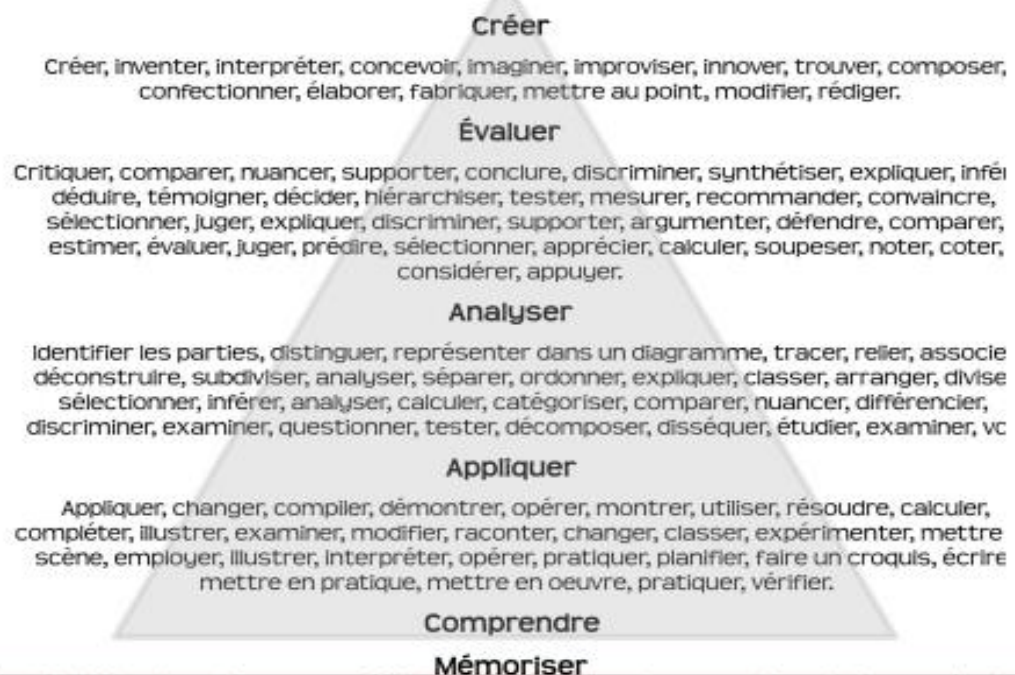 Créer
Créer, inventer, interpréter, concevoir, imaginer, improviser, innover, trouver, composer,
confectionner, élaborer, fabriquer, mettre au point, modifier, rédiger.
Évaluer
Critiquer, comparer, nuancer, supporter, conclure, discriminer, synthétiser, expliquer,
déduire, témoigner, décider, hiérarchiser, tester, mesurer, recommander, convaincre,
sélectionner, juger, expliquer, discriminer, supporter, argumenter, défendre, comparer,
estimer, évaluer, juger, prédire, sélectionner, apprécier, calculer, soupeser, noter, coter,
considérer, appuyer.
Analyser
Identifier les parties, distinguer, représenter dans un diagramme, tracer, relier,
déconstruire, subdiviser, analyser, séparer, ordonner, expliquer, classer, arranger,
sélectionner, inférer, analyser, calculer, catégoriser, comparer, nuancer, différencier,
discriminer, examiner, questionner, tester, décomposer, disséquer, étudier, examiner,
Appliquer
Appliquer, changer, compiler, démontrer, opérer, montrer, utiliser, résoudre, calculer,
compléter, illustrer, examiner, modifier, raconter, changer, classer, expérimenter, mettre
scène, employer, illustrer, interpréter, opérer, pratiquer, planifier, faire un croquis, écrire
mettre en pratique, mettre en oeuvre, pratiquer, vérifier.
Comprendre
Mémoriser